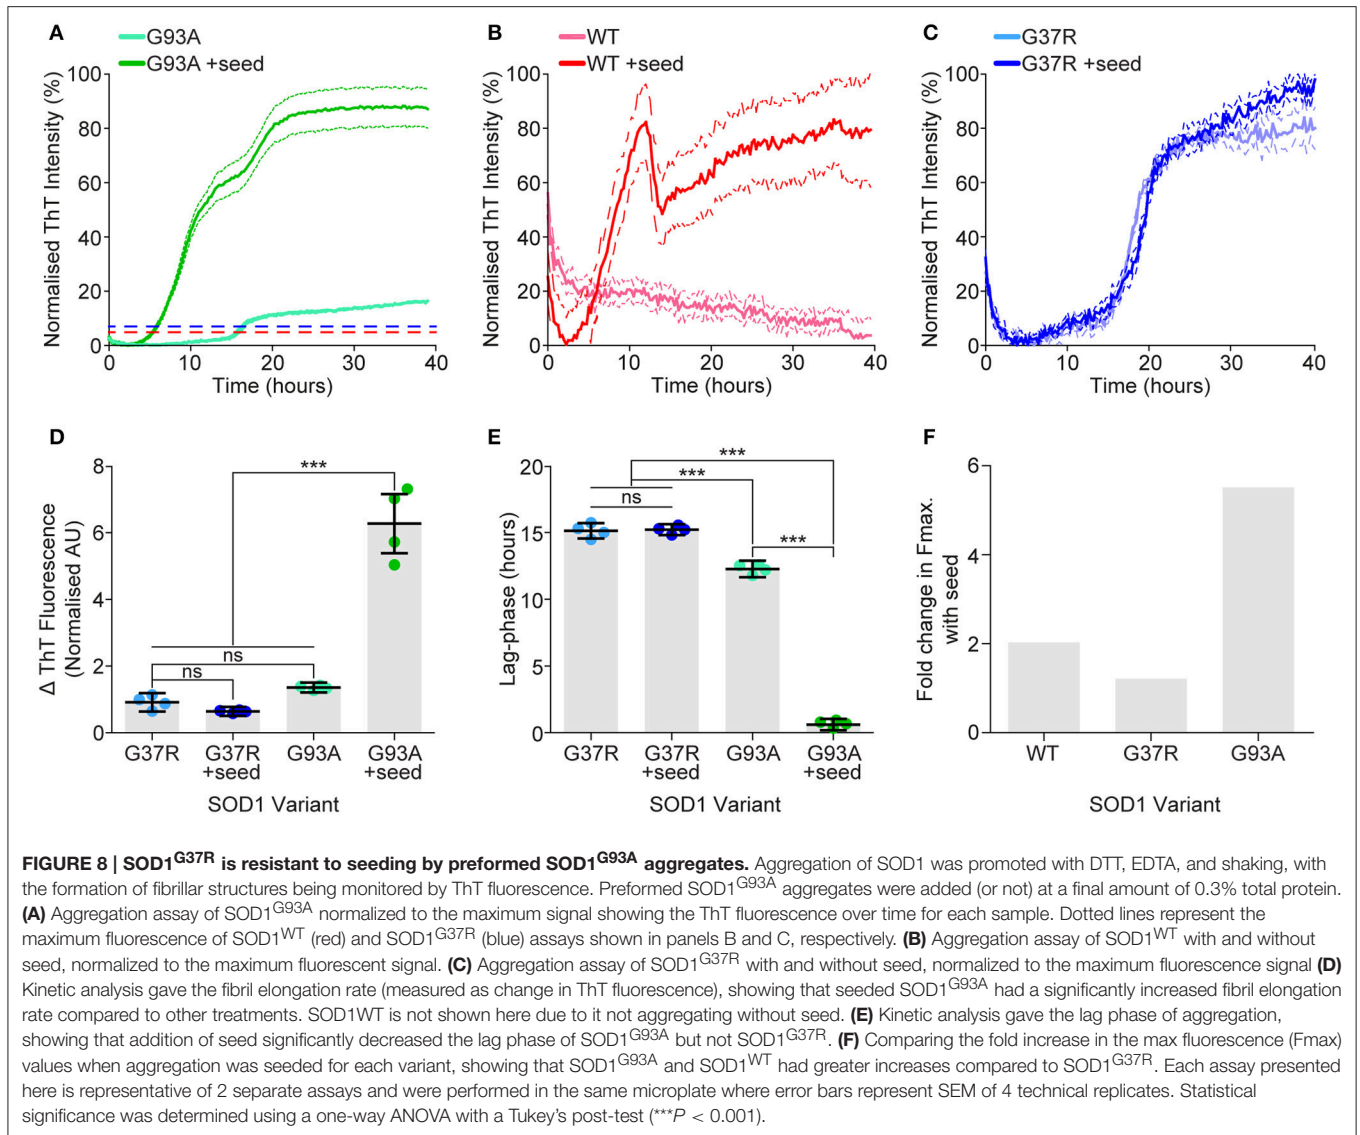 A
G93A
G93A +seed
Normalised ThT Intensity (%)
100
80
60
40
20
0
0 10 20 30 40
Time (hours)
B
WT
WT +seed
Normalised ThT Intensity (%)
100
80
60
40
20
0
0 10 20 30 40
Time (hours)
C
G37R
G37R +seed
Normalised ThT Intensity (%)
100
80
60
40
20
0
0 10 20 30 40
Time (hours)
D
Δ ThT Fluorescence
(Normalised AU)
8
6
4
2
0
***
ns
ns
G37R G37R +seed G93A G93A +seed
SOD1 Variant
E
Lag-phase (hours)
20
15
10
5
0
***
***
ns
***
G37R G37R +seed G93A G93A +seed
SOD1 Variant
F
Fold change in Fmax.
with seed
6
4
2
0
WT G37R G93A
SOD1 Variant
FIGURE 8 | SOD1G37R is resistant to seeding by preformed SOD1G93A aggregates. Aggregation of SOD1 was promoted with DTT, EDTA, and shaking, with
the formation of fibrillar structures being monitored by ThT fluorescence. Preformed SOD1G93A aggregates were added (or not) at a final amount of 0.3% total protein.
(A) Aggregation assay of SOD1G93A normalized to the maximum signal showing the ThT fluorescence over time for each sample. Dotted lines represent the
maximum fluorescence of SOD1WT (red) and SOD1G37R (blue) assays shown in panels B and C, respectively. (B) Aggregation assay of SOD1WT with and without
seed, normalized to the maximum fluorescent signal. (C) Aggregation assay of SOD1G37R with and without seed, normalized to the maximum fluorescence signal (D)
Kinetic analysis gave the fibril elongation rate (measured as change in ThT fluorescence), showing that seeded SOD1G93A had a significantly increased fibril elongation
rate compared to other treatments. SOD1WT is not shown here due to it not aggregating without seed. (E) Kinetic analysis gave the lag phase of aggregation,
showing that addition of seed significantly decreased the lag phase of SOD1G93A but not SOD1G37R. (F) Comparing the fold increase in the max fluorescence (Fmax)
values when aggregation was seeded for each variant, showing that SOD1G93A and SOD1WT had greater increases compared to SOD1G37R. Each assay presented
here is representative of 2 separate assays and were performed in the same microplate where error bars represent SEM of 4 technical replicates. Statistical
significance was determined using a one-way ANOVA with a Tukey's post-test (***P < 0.001).